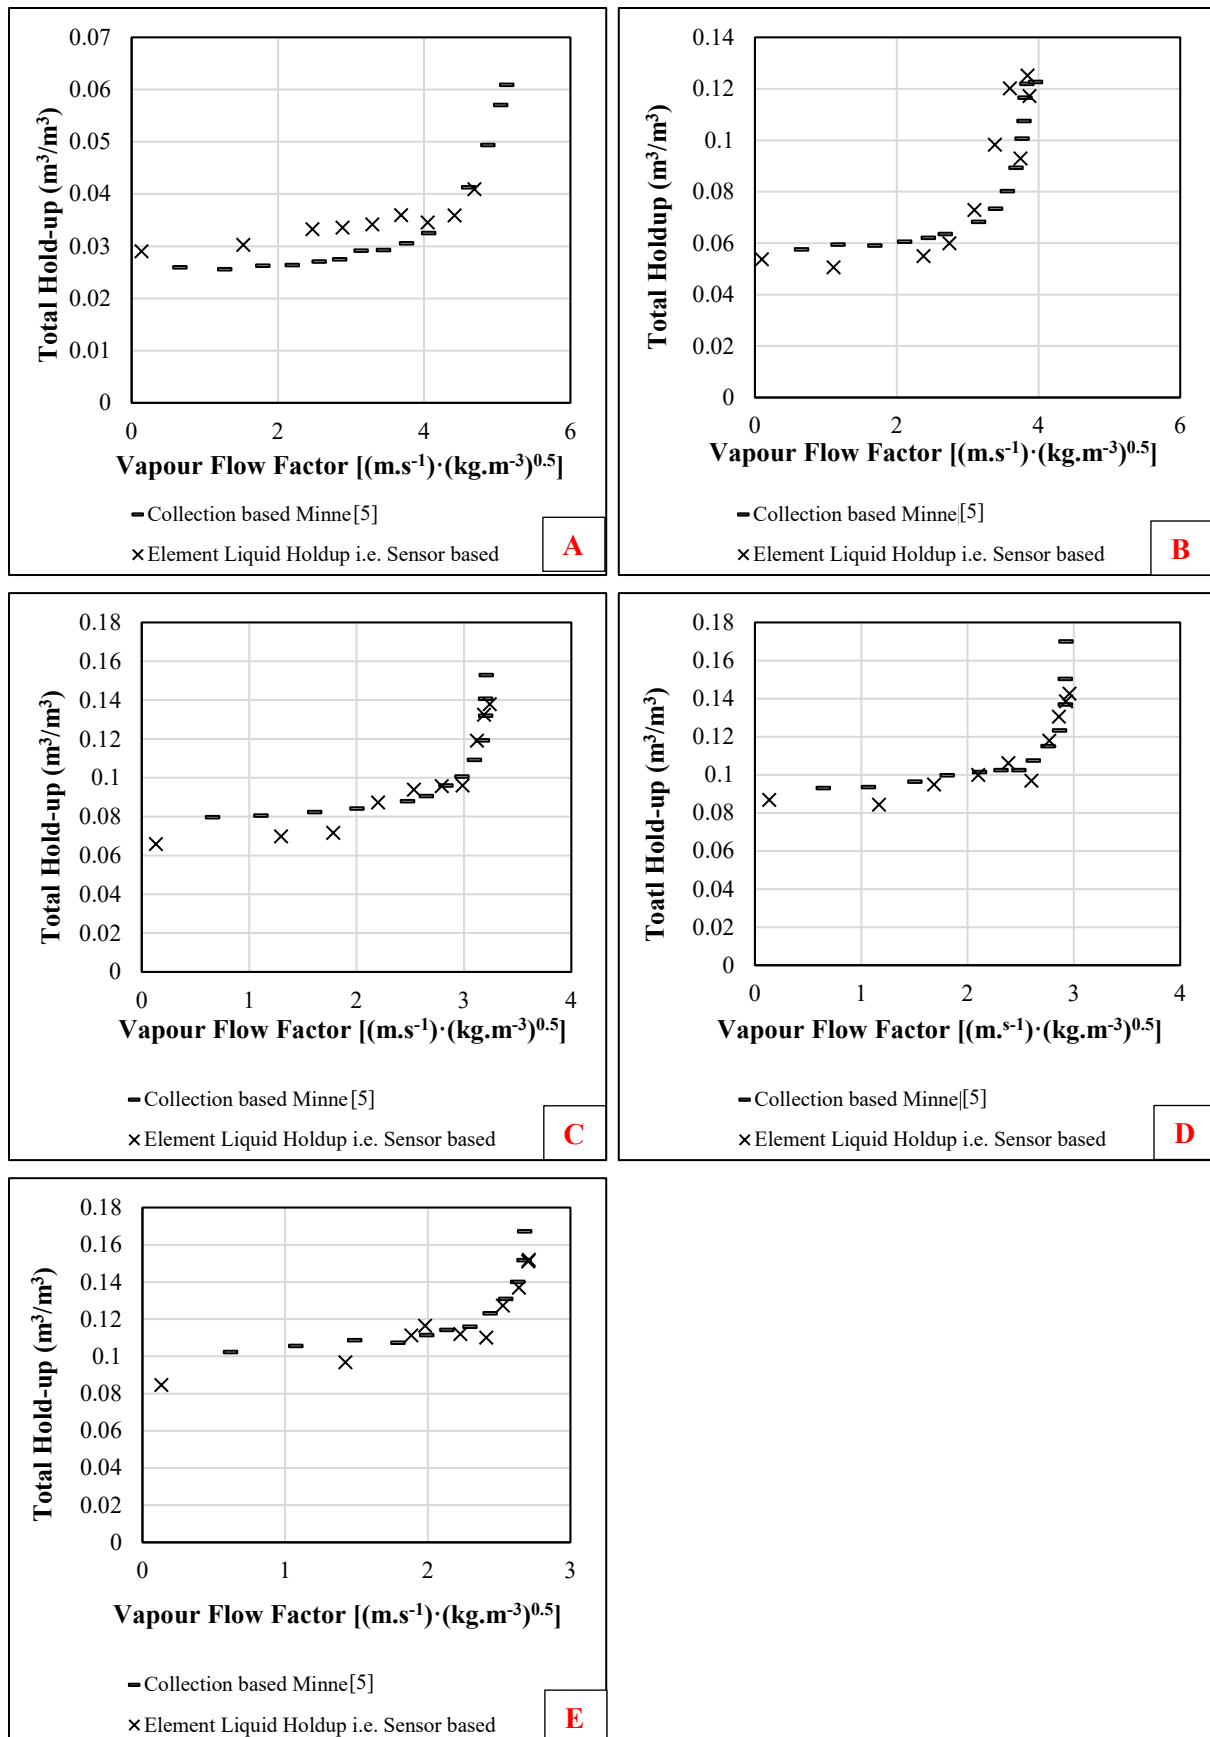 0.07
0.06
0.05
0.04
0.03
0.02
0.01
0
0 2 4 6
Total Hold-up (m³/m³)
Vapour Flow Factor [(m.s⁻¹)·(kg.m⁻³)⁰·⁵]
Collection based Minne[5]
Element Liquid Holdup i.e. Sensor based
A
0.14
0.12
0.1
0.08
0.06
0.04
0.02
0
0 2 4 6
Total Holdup (m³/m³)
Vapour Flow Factor [(m.s⁻¹)·(kg.m⁻³)⁰·⁵]
Collection based Minne[5]
Element Liquid Holdup i.e. Sensor based
B
0.18
0.16
0.14
0.12
0.1
0.08
0.06
0.04
0.02
0
0 1 2 3 4
Total Hold-up (m³/m³)
Vapour Flow Factor [(m.s⁻¹)·(kg.m⁻³)⁰·⁵]
Collection based Minne[5]
Element Liquid Holdup i.e. Sensor based
C
0.18
0.16
0.14
0.12
0.1
0.08
0.06
0.04
0.02
0
0 1 2 3 4
Toatl Hold-up (m³/m³)
Vapour Flow Factor [(m.ˢ⁻¹)·(kg.m⁻³)⁰·⁵]
Collection based Minne[5]
Element Liquid Holdup i.e. Sensor based
D
0.18
0.16
0.14
0.12
0.1
0.08
0.06
0.04
0.02
0
0 1 2 3
Total Hold-up (m³/m³)
Vapour Flow Factor [(m.s⁻¹)·(kg.m⁻³)⁰·⁵]
Collection based Minne[5]
Element Liquid Holdup i.e. Sensor based
E